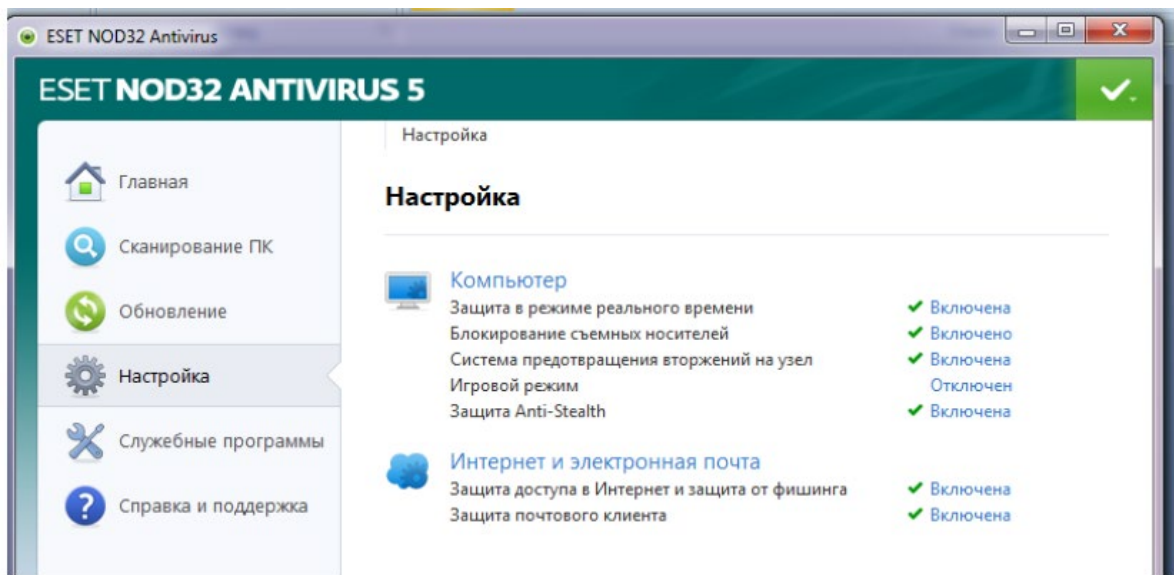 ESET NOD32 Antivirus
ESET NOD32 ANTIVIRUS 5
Главная
Сканирование ПК
Обновление
Настройка
Служебные программы
Справка и поддержка
Настройка
Настройка
Компьютер
Защита в режиме реального времени Включена
Блокирование съемных носителей Включено
Система предотвращения вторжений на узел Включена
Игровой режим Отключен
Защита Anti-Stealth Включена
Интернет и электронная почта
Защита доступа в Интернет и защита от фишинга Включена
Защита почтового клиента Включена